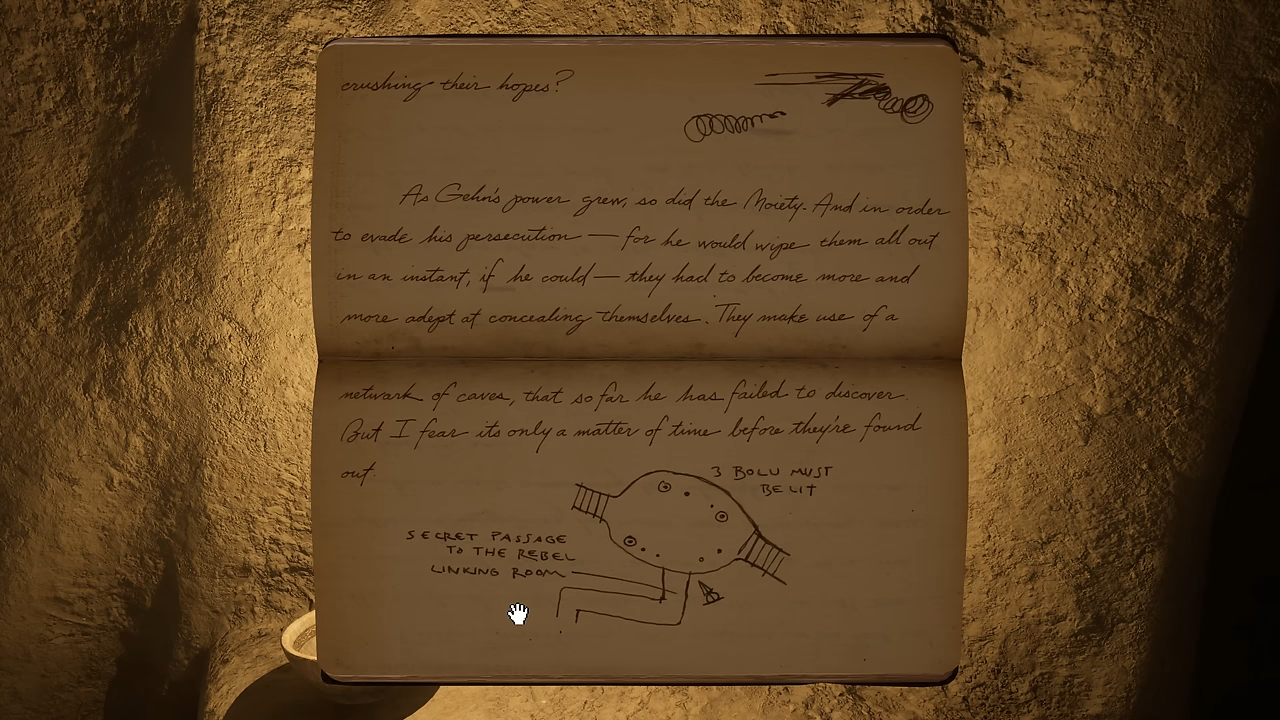 crushing their hopes?
As Gehn's power grew, so did the Moiety. And in order
to evade his persecution — for he would wipe them all out
in an instant, if he could — they had to become more and
more adept at concealing themselves. They make use of a
network of caves, that so far he has failed to discover.
But I fear its only a matter of time before they're found
out.
3 BOLU MUST
BE LIT
SECRET PASSAGE
TO THE REBEL
LINKING ROOM